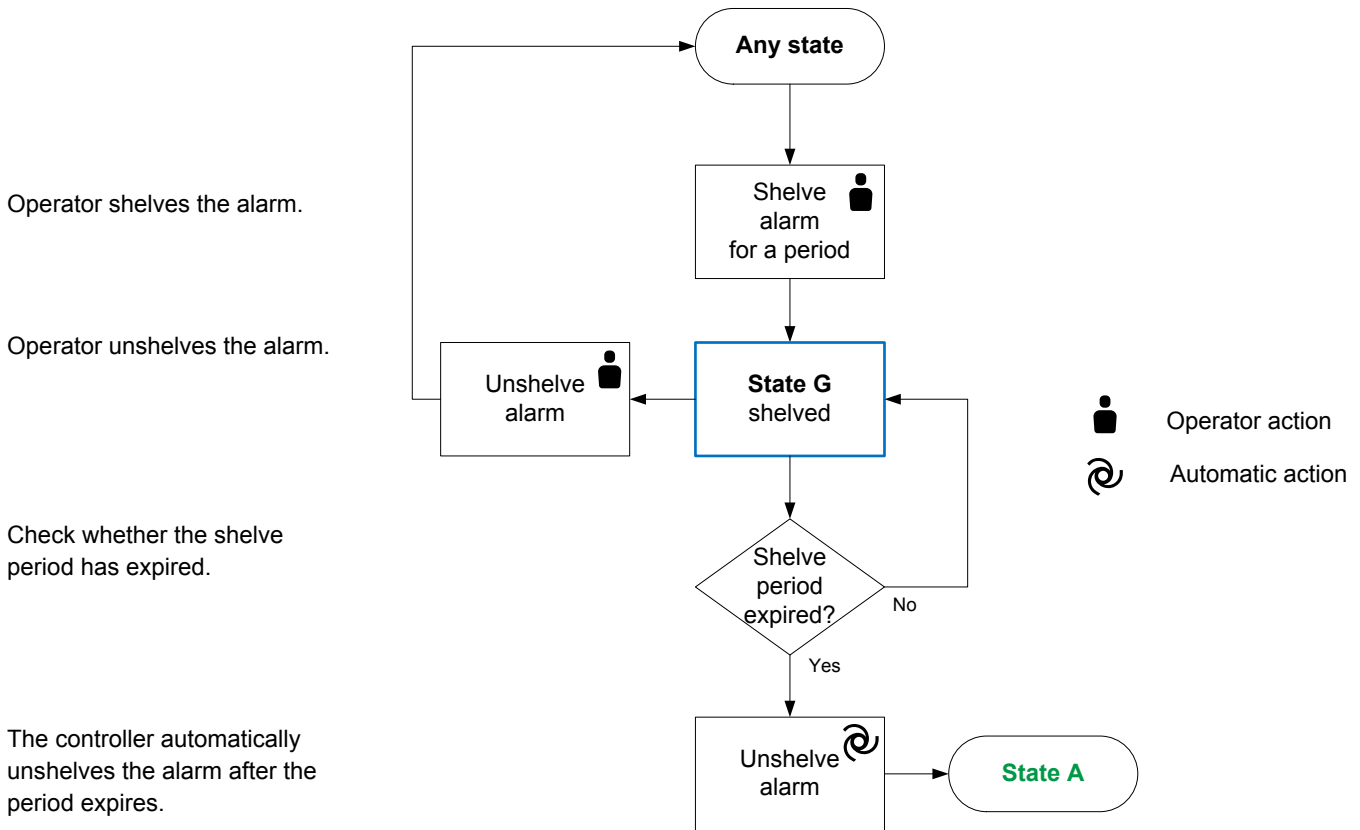 Any state
Operator shelves the alarm.
Shelve
alarm
for a period
Operator unshelves the alarm.
Unshelve
alarm
State G
shelved
Operator action
Automatic action
Check whether the shelve
period has expired.
Shelve
period
expired?
No
Yes
The controller automatically
unshelves the alarm after the
period expires.
Unshelve
alarm
State A